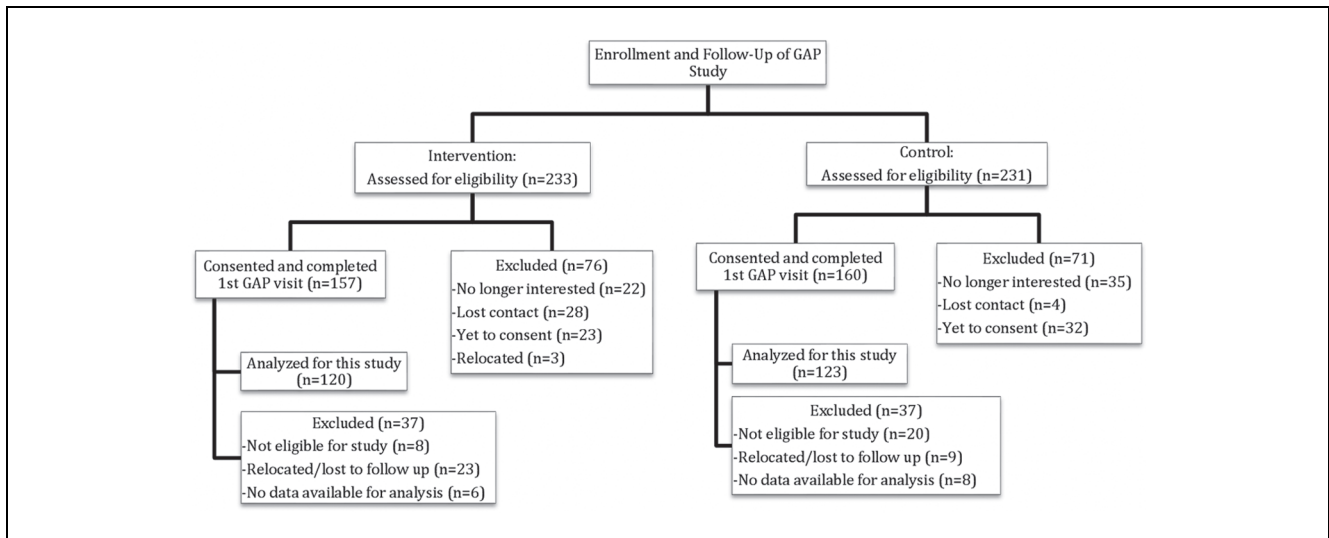 Enrollment and Follow-Up of GAP
Study
Intervention:
Assessed for eligibility (n=233)
Control:
Assessed for eligibility (n=231)
Consented and completed
1st GAP visit (n=157)
Excluded (n=76)
-No longer interested (n=22)
-Lost contact (n=28)
-Yet to consent (n=23)
-Relocated (n=3)
Analyzed for this study
(n=120)
Excluded (n=37)
-Not eligible for study (n=8)
-Relocated/lost to follow up (n=23)
-No data available for analysis (n=6)
Consented and completed
1st GAP visit (n=160)
Excluded (n=71)
-No longer interested (n=35)
-Lost contact (n=4)
-Yet to consent (n=32)
Analyzed for this study
(n=123)
Excluded (n=37)
-Not eligible for study (n=20)
-Relocated/lost to follow up (n=9)
-No data available for analysis (n=8)